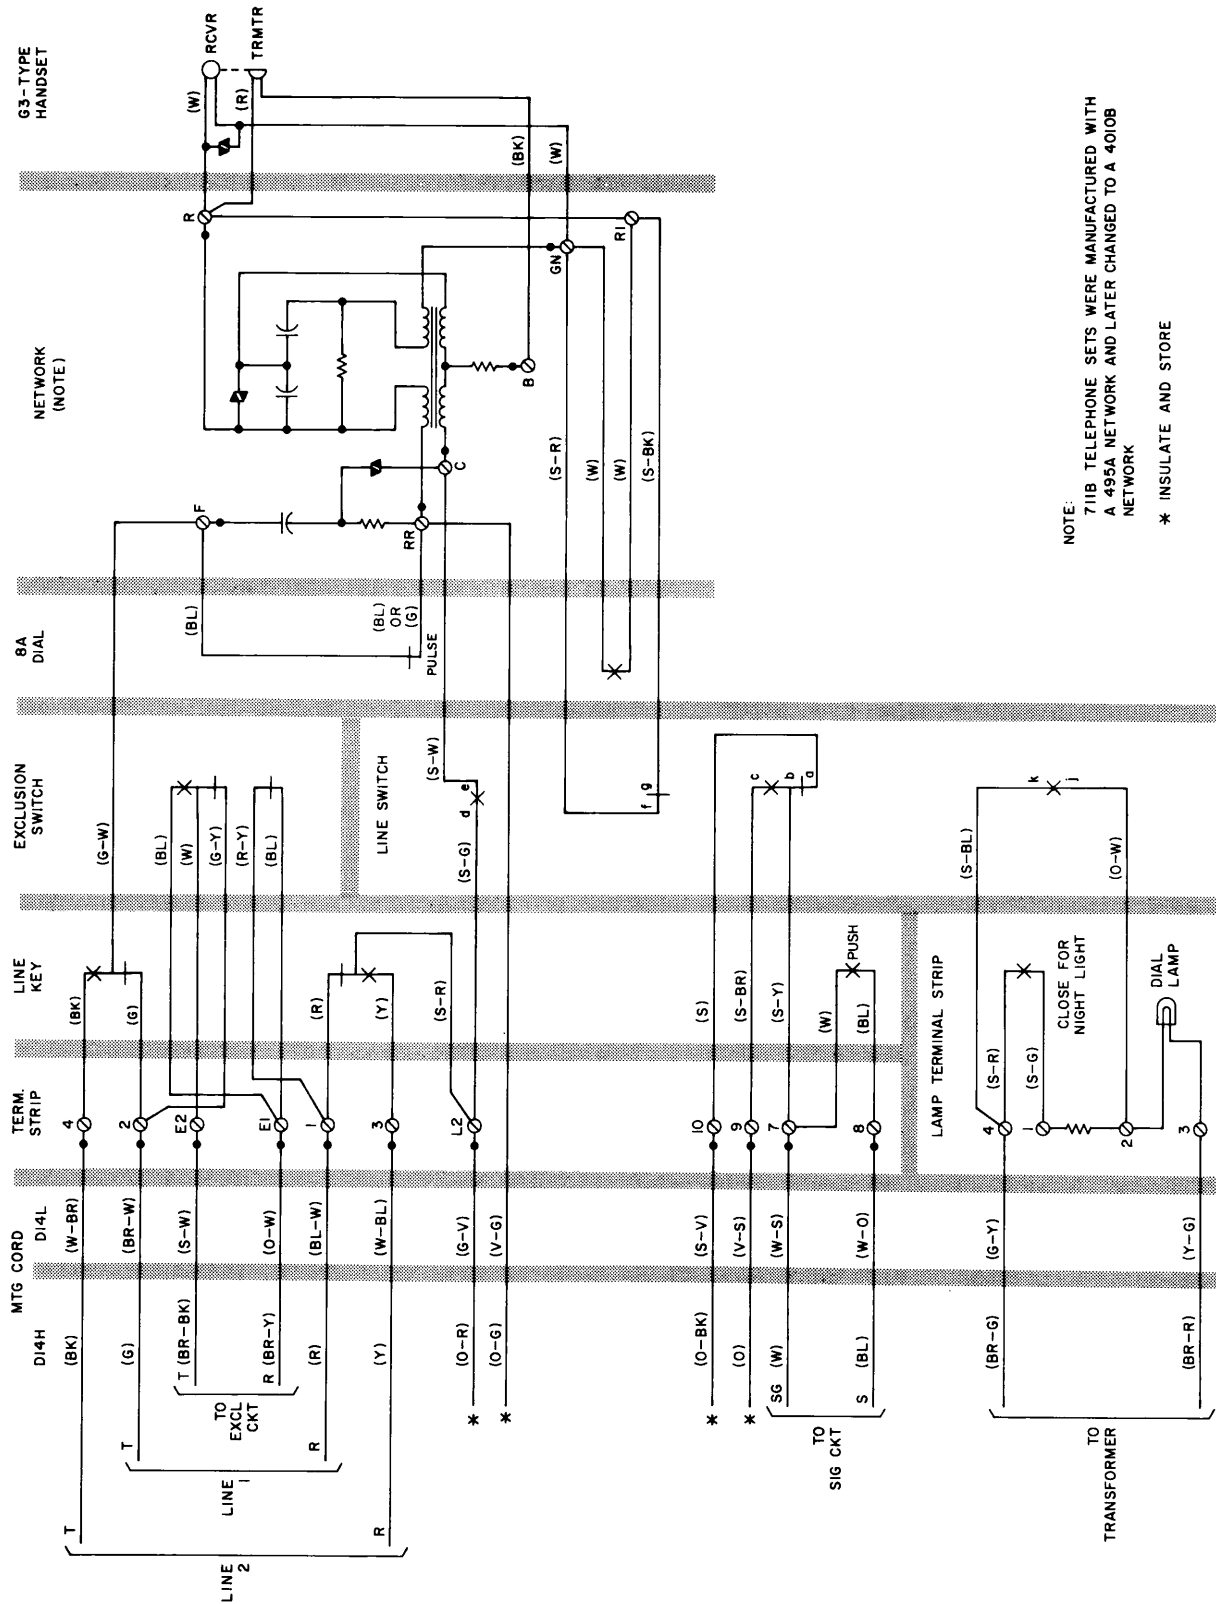 MTG CORD
D14H
D14L
TERM.
STRIP
LINE
KEY
EXCLUSION
SWITCH
8A
DIAL
NETWORK
(NOTE)
G3-TYPE
HANDSET
T
(BK)
(W-BR)
4
(BK)
(G-W)
F
R
(W)
RCVR
T
(G)
(BR-W)
2
(G)
(BL)
(R)
TRMTR
T (BR-BK)
(S-W)
E2
(BL)
(W)
(G-Y)
TO
EXCL
CKT
R (BR-Y)
(O-W)
E1
(R-Y)
(BL)
LINE
1
R
(R)
(BL-W)
1
(R)
LINE
2
R
(Y)
(W-BL)
3
(Y)
LINE SWITCH
(BL)
OR
(G)
RR
PULSE
(S-R)
(S-W)
C
*
(O-R)
(G-V)
L2
(S-G)
d
e
*
(O-G)
(V-G)
B
(BK)
(S-R)
GN
(W)
(W)
(W)
R1
f
g
(S-BK)
*
(O-BK)
(S-V)
10
(S)
*
(O)
(V-S)
9
(S-BR)
c
SG (W)
(W-S)
7
(S-Y)
b
a
TO
SIG CKT
(W)
PUSH
S
(BL)
(W-O)
8
(BL)
LAMP TERMINAL STRIP
(S-BL)
(BR-G)
(G-Y)
4
(S-R)
k
j
1
(S-G)
CLOSE FOR
NIGHT LIGHT
TO
TRANSFORMER
2
(O-W)
DIAL
LAMP
(BR-R)
(Y-G)
3
NOTE:
711B TELEPHONE SETS WERE MANUFACTURED WITH
A 495A NETWORK AND LATER CHANGED TO A 4010B
NETWORK
* INSULATE AND STORE